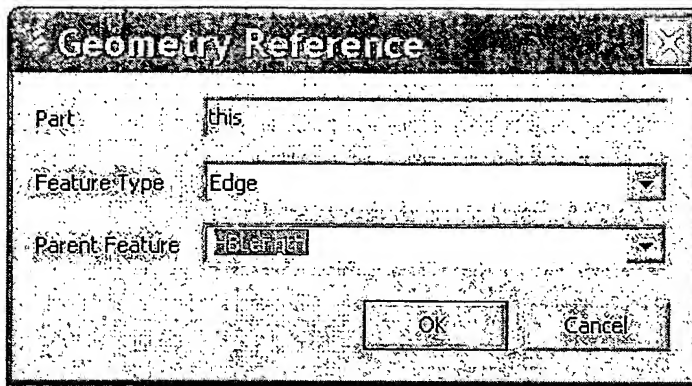 Geometry Reference
Part
this
Feature Type
Edge
Parent Feature
OK
Cancel